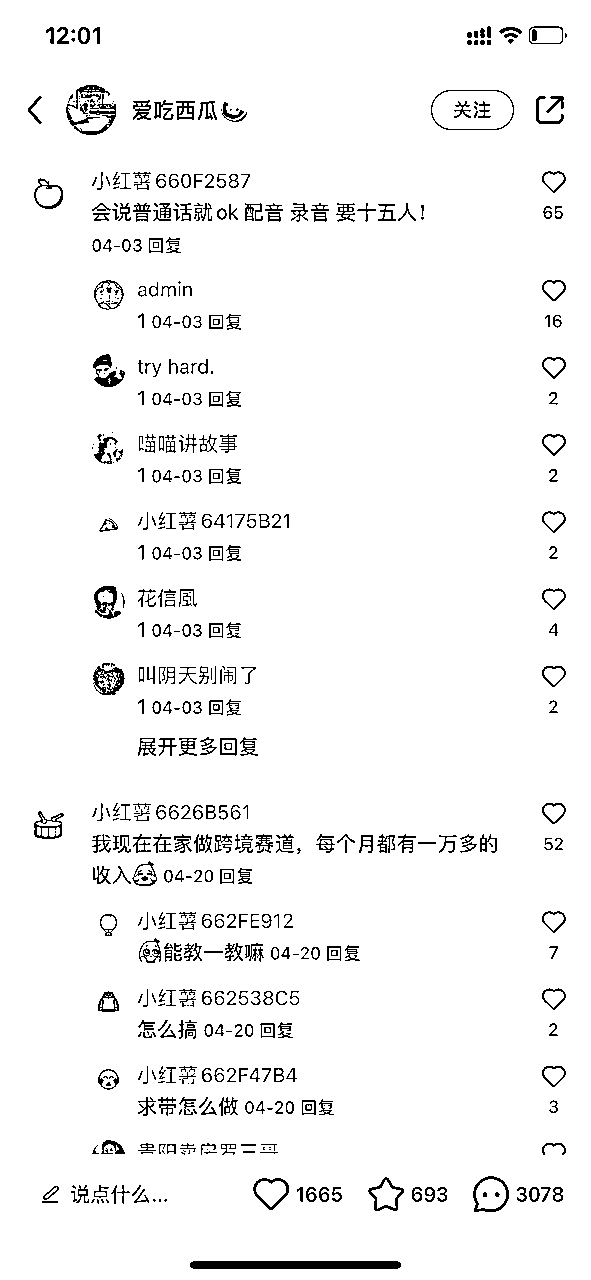 12:01
爱吃西瓜🍉
关注
小红薯660F2587
会说普通话就ok 配音 录音 要十五人！
65
04-03 回复
admin
1 04-03 回复
16
try hard.
1 04-03 回复
2
喵喵讲故事
1 04-03 回复
2
小红薯64175B21
1 04-03 回复
2
花信風
1 04-03 回复
4
叫阴天别闹了
1 04-03 回复
2
展开更多回复
小红薯6626B561
我现在在家做跨境赛道，每个月都有一万多的
52
收入 04-20 回复
小红薯662FE912
能教一教嘛 04-20 回复
7
小红薯662538C5
怎么搞 04-20 回复
2
小红薯662F47B4
求带怎么做 04-20 回复
3
说点什么...
1665
693
3078